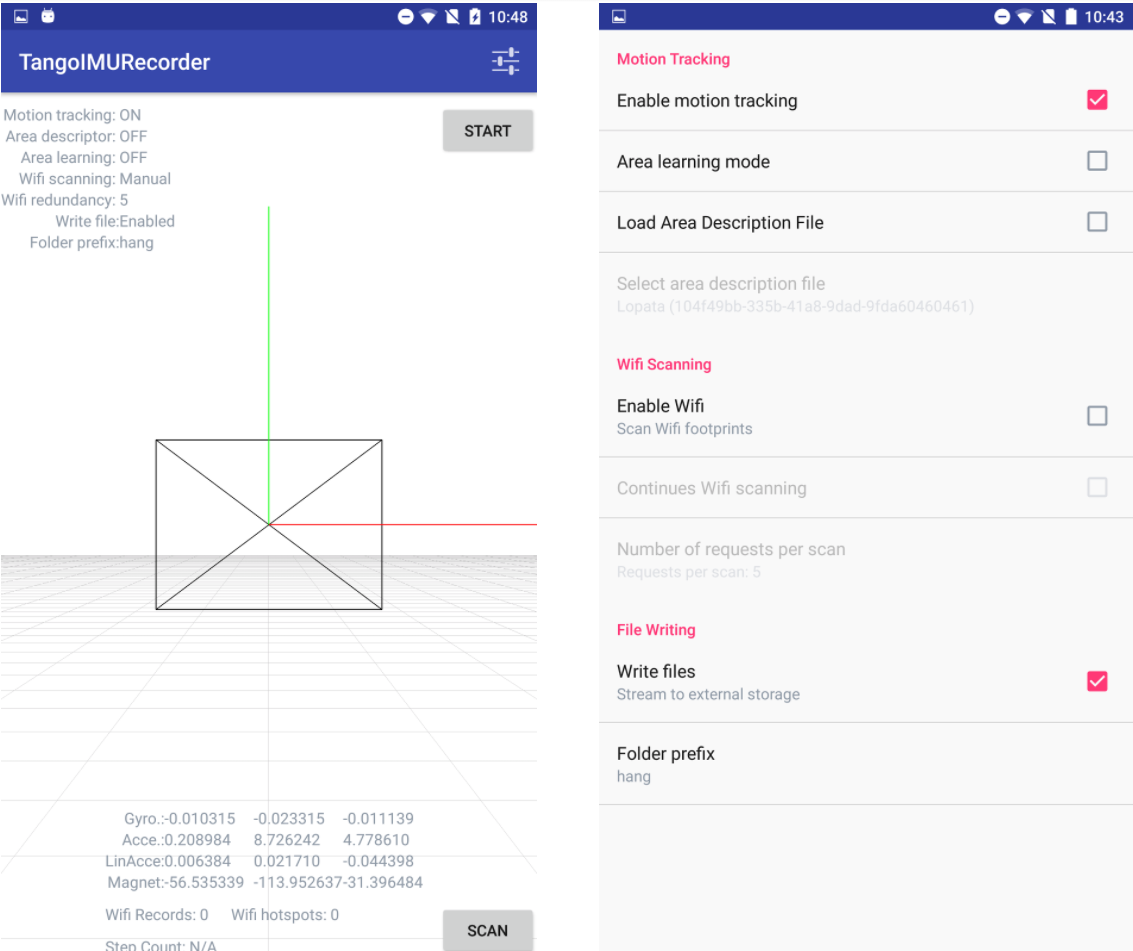 10:48
TangoIMURecorder
Motion tracking: ON
Area descriptor: OFF
Area learning: OFF
Wifi scanning: Manual
Wifi redundancy: 5
Write file:Enabled
Folder prefix:hang
START
Gyro.:-0.010315 -0.023315 -0.011139
Acce.:0.208984 8.726242 4.778610
LinAcce:0.006384 0.021710 -0.044398
Magnet:-56.535339 -113.952637-31.396484
Wifi Records: 0 Wifi hotspots: 0
Step Count: N/A
SCAN
10:43
Motion Tracking
Enable motion tracking
Area learning mode
Load Area Description File
Select area description file
Lopata (104f49bb-335b-41a8-9dad-9fda60460461)
Wifi Scanning
Enable Wifi
Scan Wifi footprints
Continues Wifi scanning
Number of requests per scan
Requests per scan: 5
File Writing
Write files
Stream to external storage
Folder prefix
hang